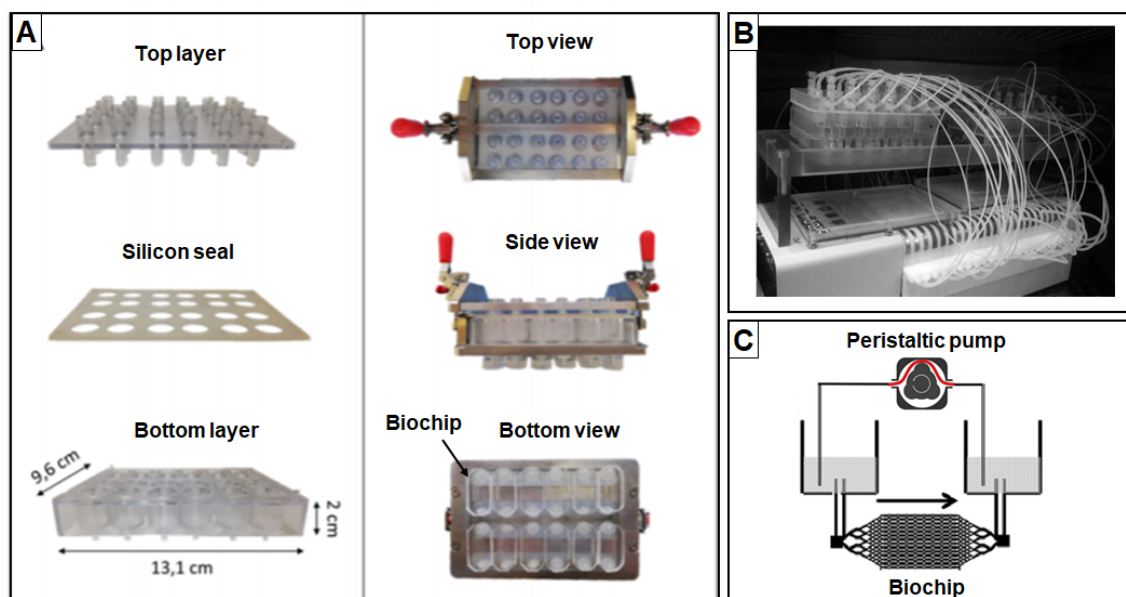 A
Top layer
Silicon seal
Bottom layer
9,6 cm
2 cm
13,1 cm
Top view
Side view
Biochip
Bottom view
B
C
Peristaltic pump
Biochip